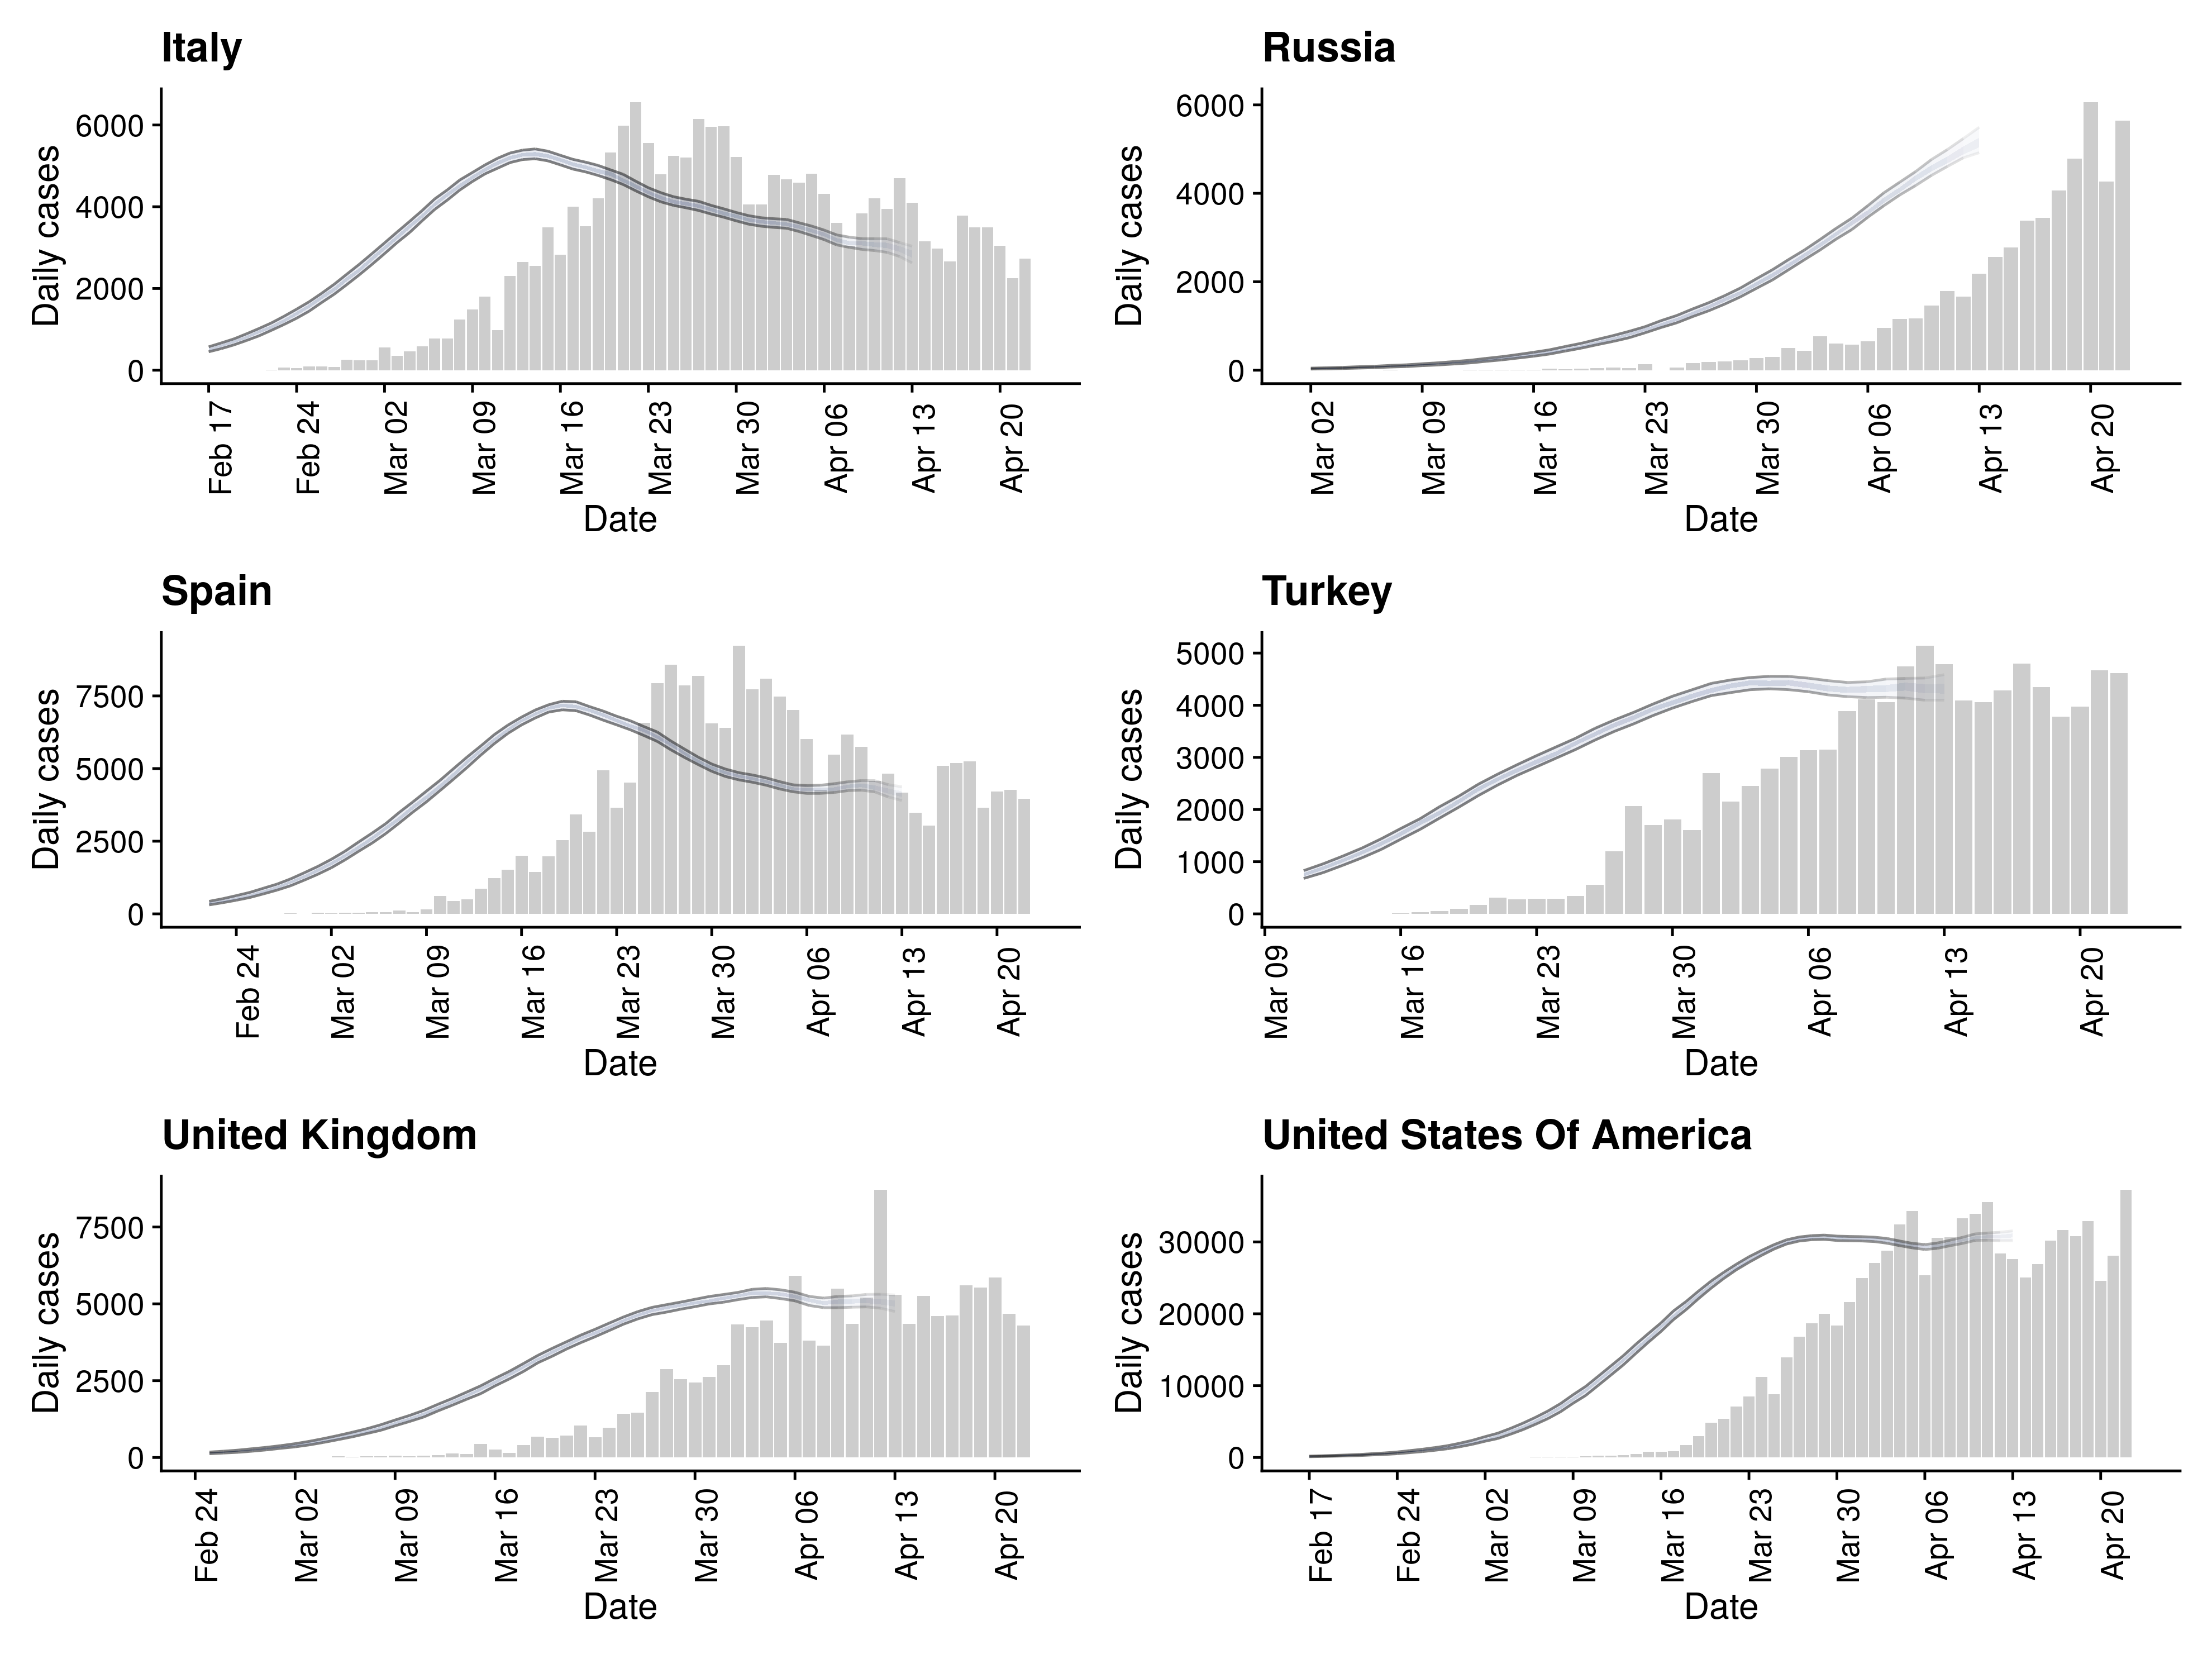 Italy
Daily cases
6000
4000
2000
0
Feb 17
Feb 24
Mar 02
Mar 09
Mar 16
Mar 23
Mar 30
Apr 06
Apr 13
Apr 20
Date
Russia
Daily cases
6000
4000
2000
0
Mar 02
Mar 09
Mar 16
Mar 23
Mar 30
Apr 06
Apr 13
Apr 20
Date
Spain
Daily cases
7500
5000
2500
0
Feb 24
Mar 02
Mar 09
Mar 16
Mar 23
Mar 30
Apr 06
Apr 13
Apr 20
Date
Turkey
Daily cases
5000
4000
3000
2000
1000
0
Mar 09
Mar 16
Mar 23
Mar 30
Apr 06
Apr 13
Apr 20
Date
United Kingdom
Daily cases
7500
5000
2500
0
Feb 24
Mar 02
Mar 09
Mar 16
Mar 23
Mar 30
Apr 06
Apr 13
Apr 20
Date
United States Of America
Daily cases
30000
20000
10000
0
Feb 17
Feb 24
Mar 02
Mar 09
Mar 16
Mar 23
Mar 30
Apr 06
Apr 13
Apr 20
Date